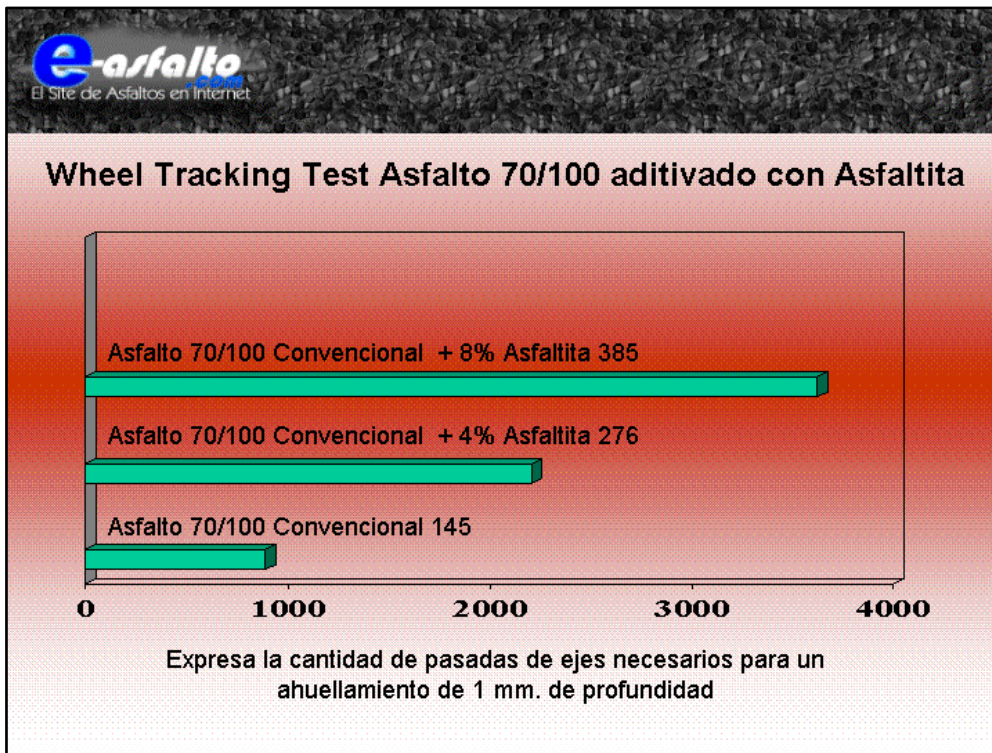 e-asfalto
.com
El Site de Asfaltos en Internet
Wheel Tracking Test Asfalto 70/100 aditivado con Asfaltita
Asfalto 70/100 Convencional + 8% Asfaltita 385
Asfalto 70/100 Convencional + 4% Asfaltita 276
Asfalto 70/100 Convencional 145
0 1000 2000 3000 4000
Expresa la cantidad de pasadas de ejes necesarios para un
ahuellamiento de 1 mm. de profundidad